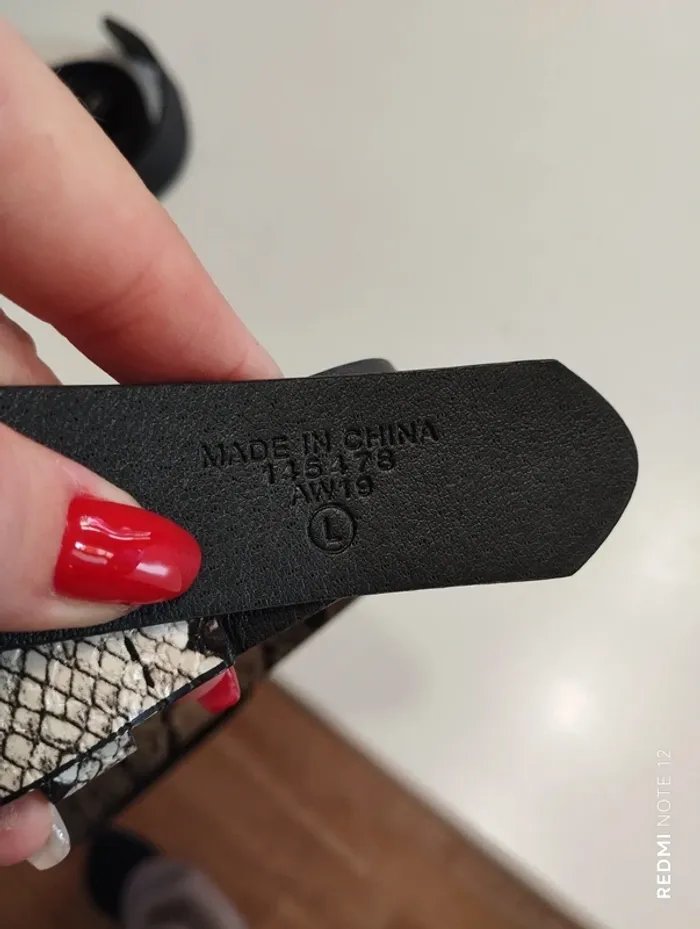 MADE IN CHINA
145478
AW19
L
REDMI NOTE 12